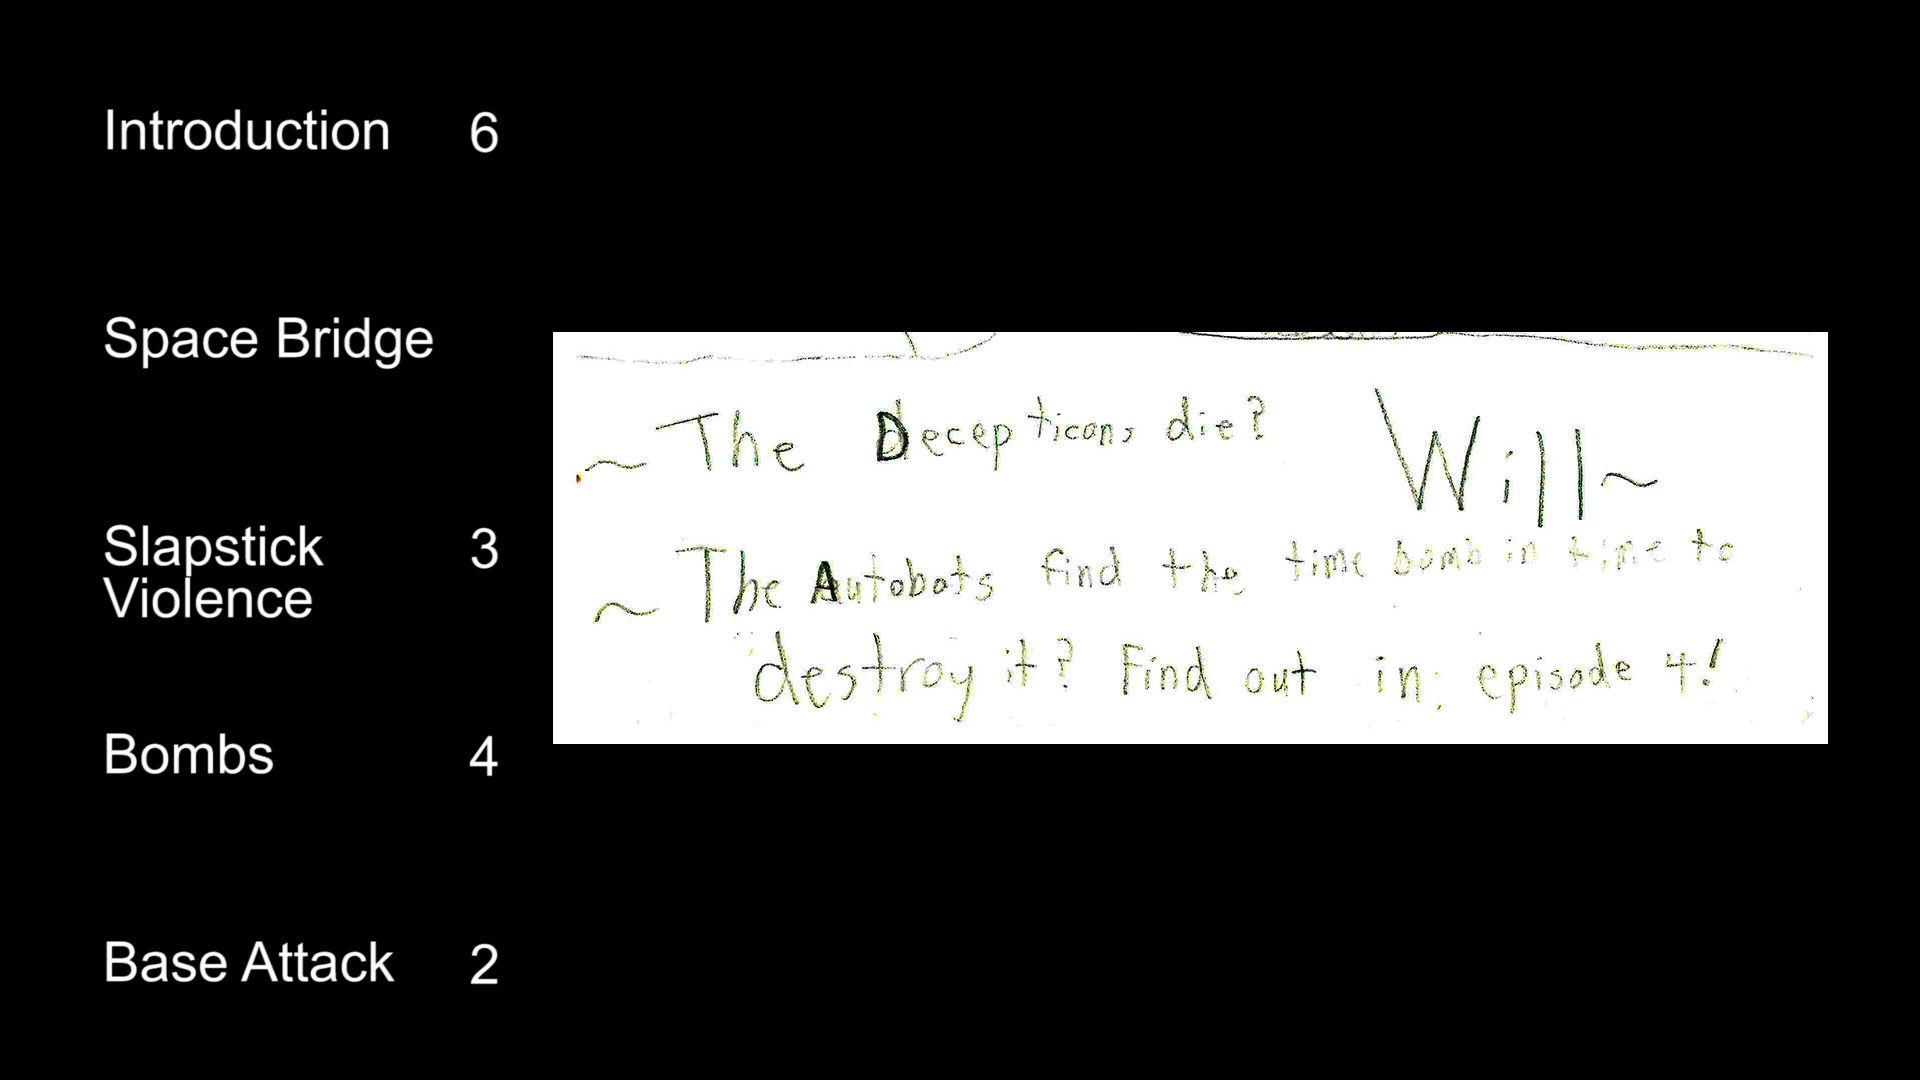 Introduction 6
Space Bridge
Slapstick 3
Violence
Bombs 4
Base Attack 2
~ The Decepticons die? Will~
~ The Autobots find the time bomb in time to
destroy it? Find out in: episode 4!